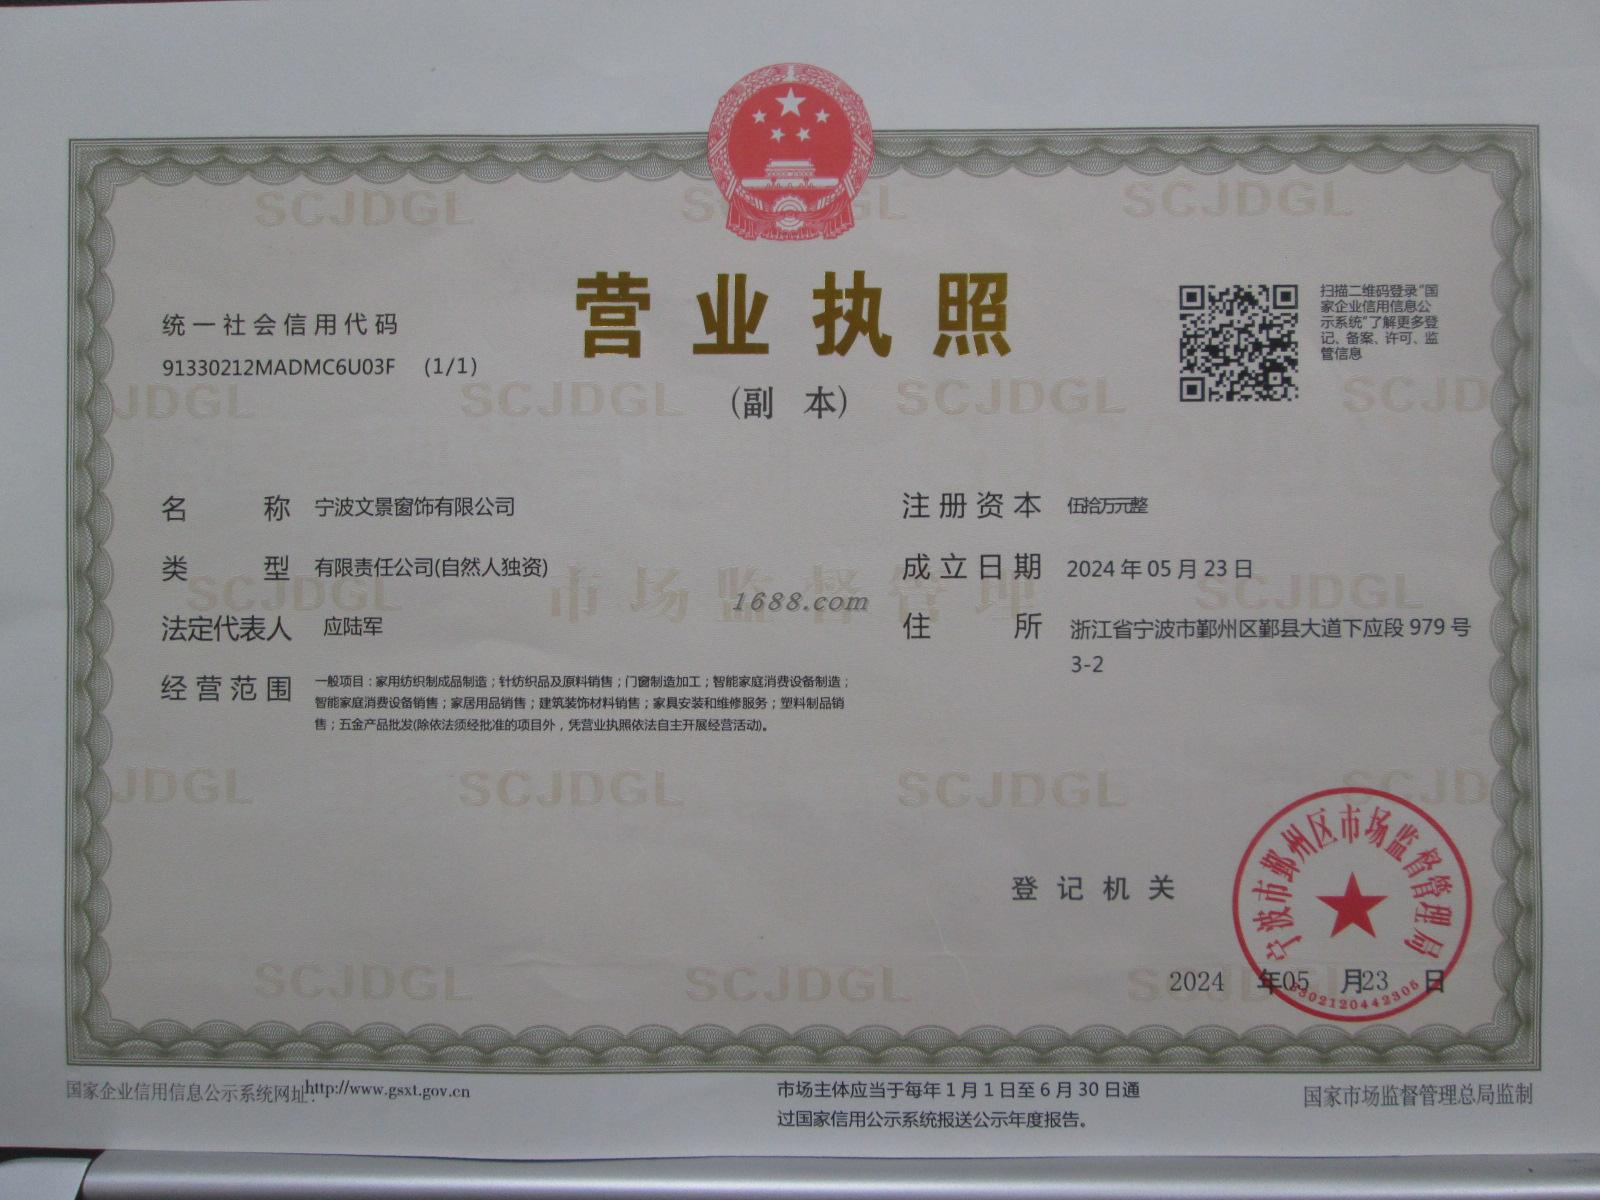 营业执照
(副 本)
统一社会信用代码
91330212MADMC6U03F (1/1)
扫描二维码登录“国
家企业信用信息公
示系统”了解更多登
记、备案、许可、监
管信息
名 称 宁波文景窗饰有限公司
类 型 有限责任公司(自然人独资)
法定代表人 应陆军
经营范围 一般项目：家用纺织制成品制造；针纺织品及原料销售；门窗制造加工；智能家庭消费设备制造；
智能家庭消费设备销售；家居用品销售；建筑装饰材料销售；家具安装和维修服务；塑料制品销
售；五金产品批发(除依法须经批准的项目外，凭营业执照依法自主开展经营活动)。
注册资本 伍拾万元整
成立日期 2024 年 05 月 23 日
住 所 浙江省宁波市鄞州区鄞县大道下应段 979 号
3-2
SCJDGL
市场监督管理
1688.com
登记机关
宁波市鄞州区市场监督管理局
3302120442306
2024 年05 月23 日
国家企业信用信息公示系统网址：http://www.gsxt.gov.cn
市场主体应当于每年 1 月 1 日至 6 月 30 日通
过国家信用公示系统报送公示年度报告。
国家市场监督管理总局监制